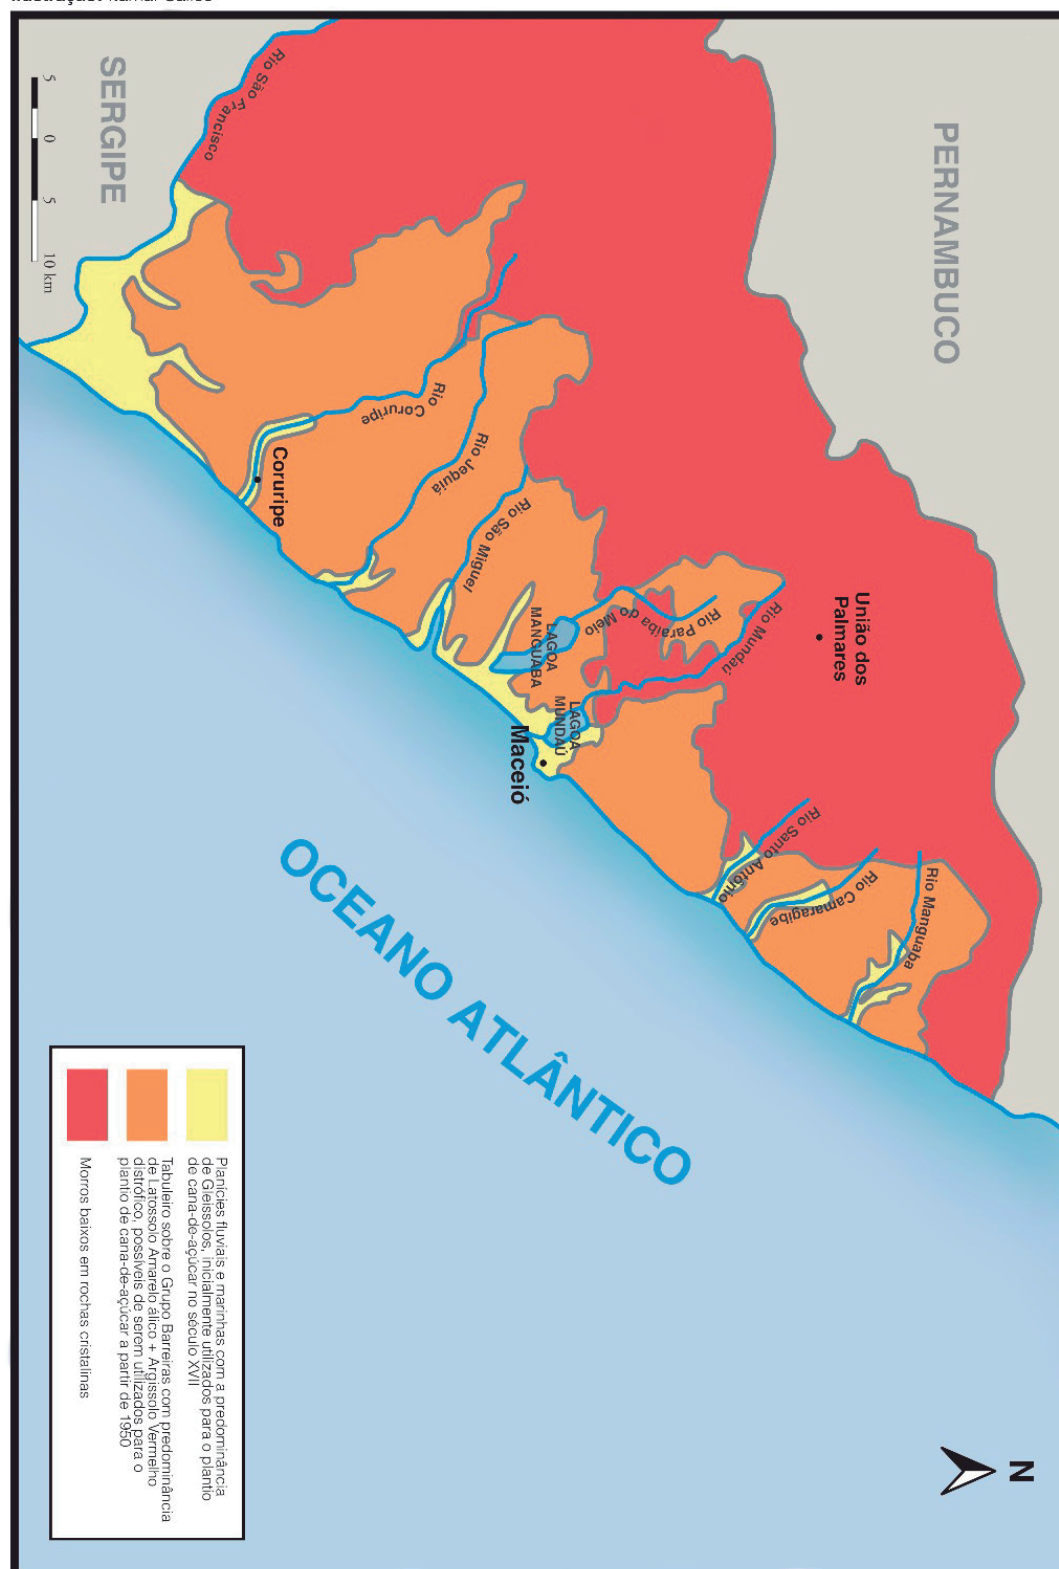 PERNAMBUCO
SERGIPE
5 0 5 10 km
Rio São Francisco
Rio Coruripe
Coruripe
Rio Jequiá
Rio São Miguel
LAGOA
MANGUABA
Rio Paraíba do Meio
Rio Mundaú
LAGOA
MUNDAÚ
Maceió
União dos
Palmares
Rio Santo Antônio
Rio Camaragibe
Rio Manguaba
OCEANO ATLÂNTICO
N
Planícies fluviais e marinhas com a predominância
de Gleissolos, inicialmente utilizados para o plantio
de cana-de-açúcar no século XVII
Tabuleiro sobre o Grupo Barreiras com predominância
de Latossolo Amarelo álico + Argissolo Vermelho
distrófico, possíveis de serem utilizados para o
plantio de cana-de-açúcar a partir de 1950
Morros baixos em rochas cristalinas